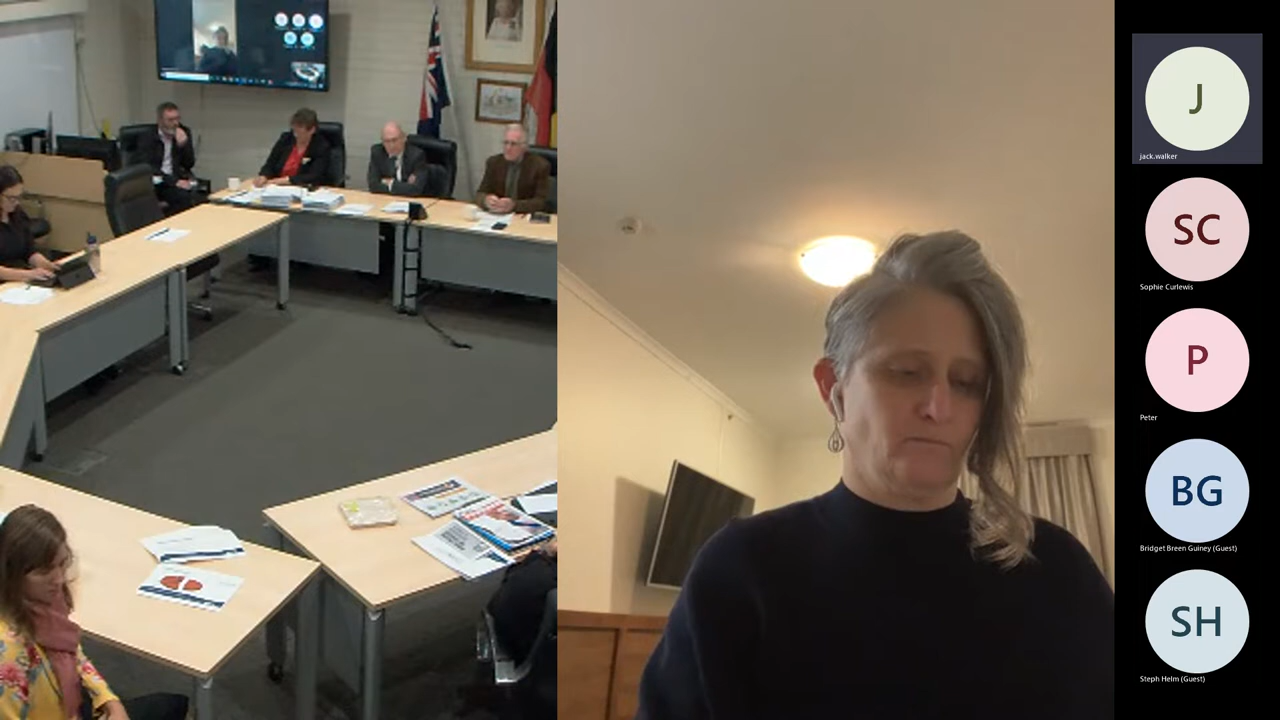 J
jack.walker
SC
Sophie Curlewis
P
Peter
BG
Bridget Breen Guiney (Guest)
SH
Steph Helm (Guest)